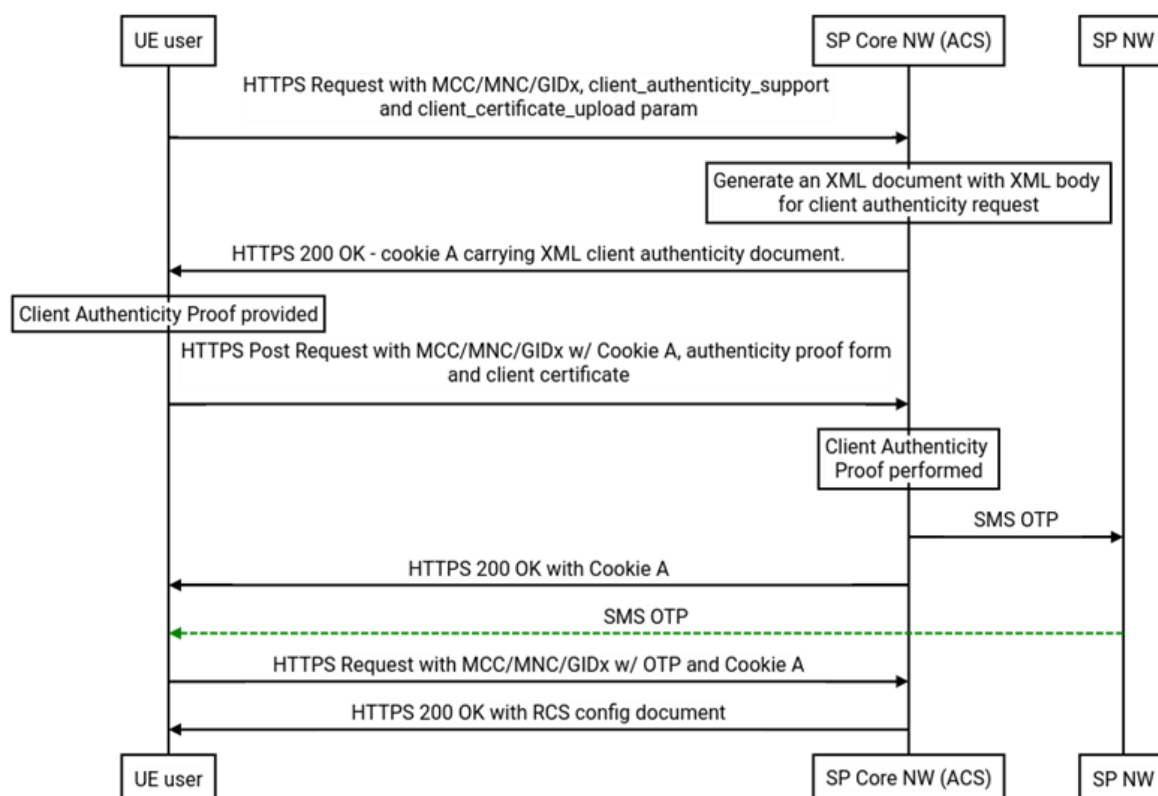 UE user
SP Core NW (ACS)
SP NW
HTTPS Request with MCC/MNC/GIDx, client_authenticity_support
and client_certificate_upload param
Generate an XML document with XML body
for client authenticity request
HTTPS 200 OK - cookie A carrying XML client authenticity document.
Client Authenticity Proof provided
HTTPS Post Request with MCC/MNC/GIDx w/ Cookie A, authenticity proof form
and client certificate
Client Authenticity
Proof performed
SMS OTP
HTTPS 200 OK with Cookie A
SMS OTP
HTTPS Request with MCC/MNC/GIDx w/ OTP and Cookie A
HTTPS 200 OK with RCS config document
UE user
SP Core NW (ACS)
SP NW